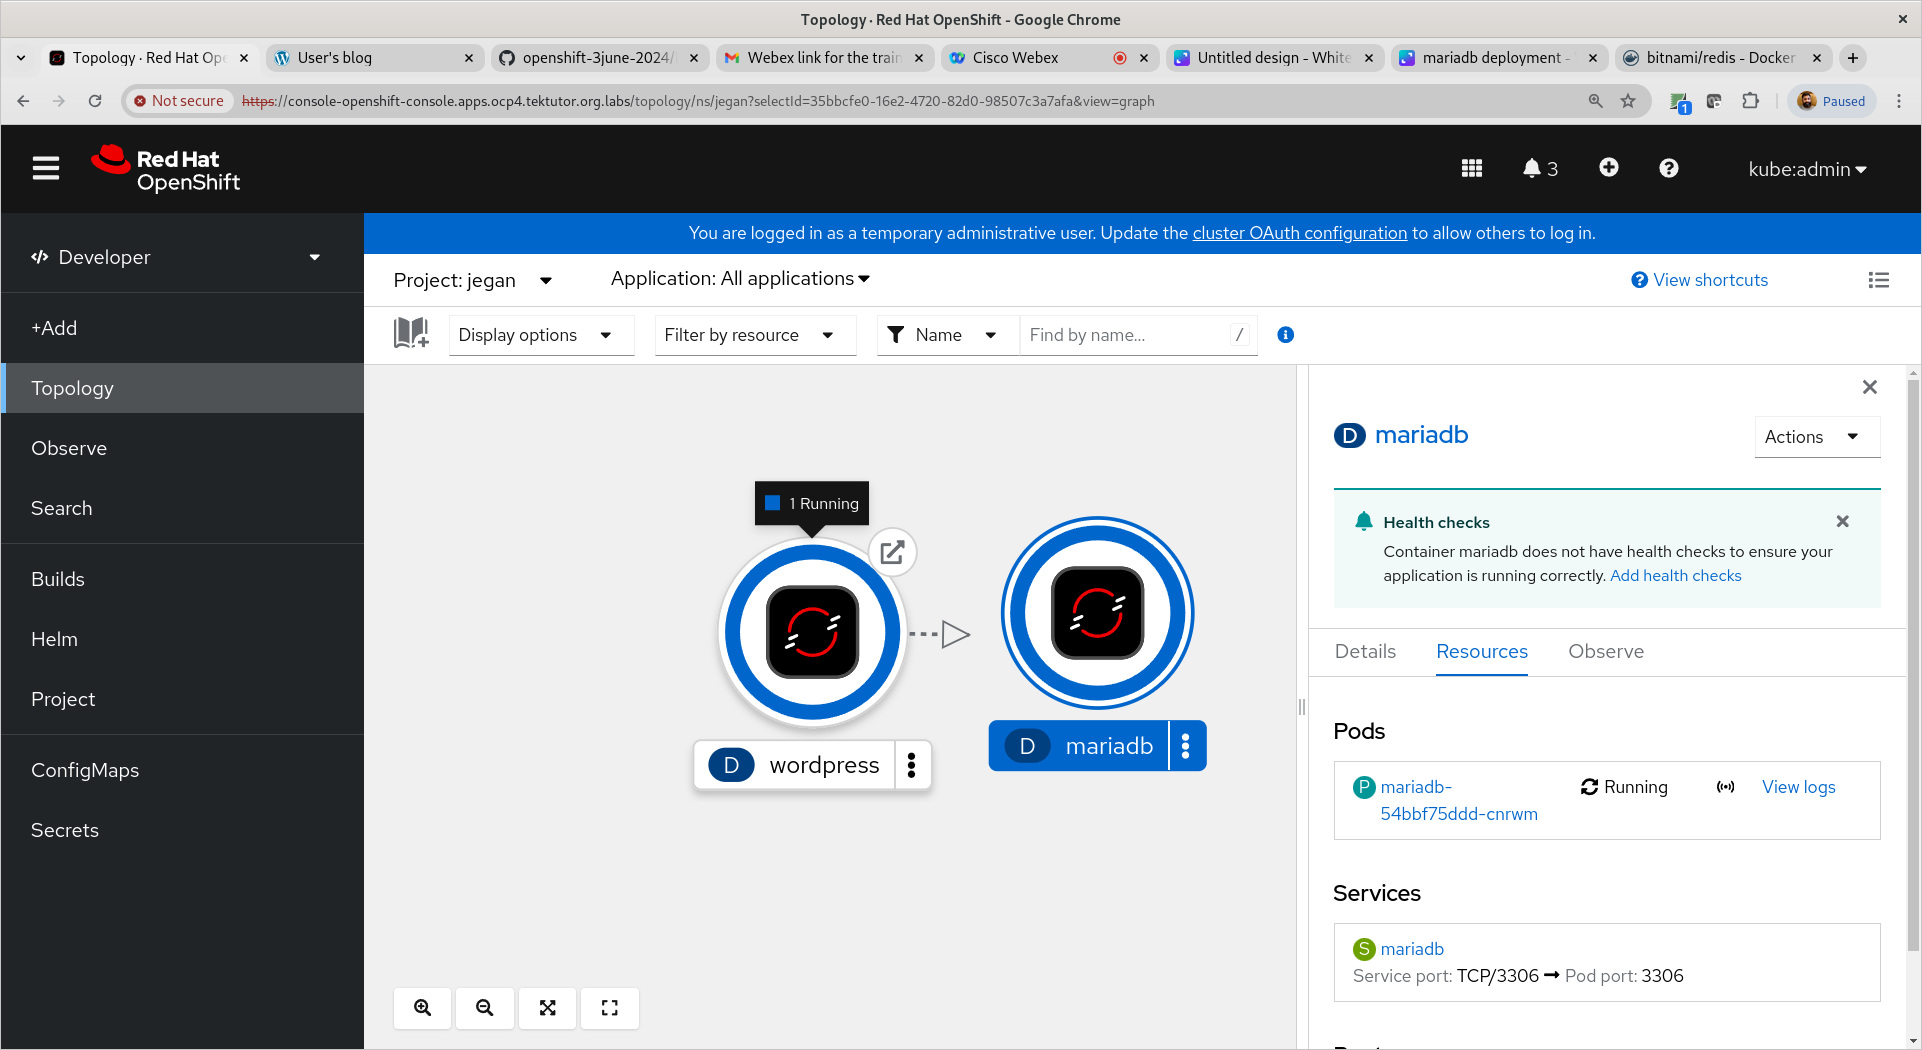 Topology · Red Hat OpenShift - Google Chrome
Topology · Red Hat Ope
User's blog
openshift-3june-2024/
Webex link for the train
Cisco Webex
Untitled design - White
mariadb deployment -
bitnami/redis - Docker
Not secure
https://console-openshift-console.apps.ocp4.tektutor.org.labs/topology/ns/jegan?selectId=35bbcfe0-16e2-4720-82d0-98507c3a7afa&view=graph
1
Paused
Red Hat
OpenShift
3
kube:admin
You are logged in as a temporary administrative user. Update the cluster OAuth configuration to allow others to log in.
Developer
+Add
Topology
Observe
Search
Builds
Helm
Project
ConfigMaps
Secrets
Project: jegan
Application: All applications
View shortcuts
Display options
Filter by resource
Name
Find by name...
/
1 Running
D wordpress
D mariadb
D mariadb
Actions
Health checks
Container mariadb does not have health checks to ensure your
application is running correctly. Add health checks
Details
Resources
Observe
Pods
P mariadb-
54bbf75ddd-cnrwm
Running
View logs
Services
S mariadb
Service port: TCP/3306 → Pod port: 3306